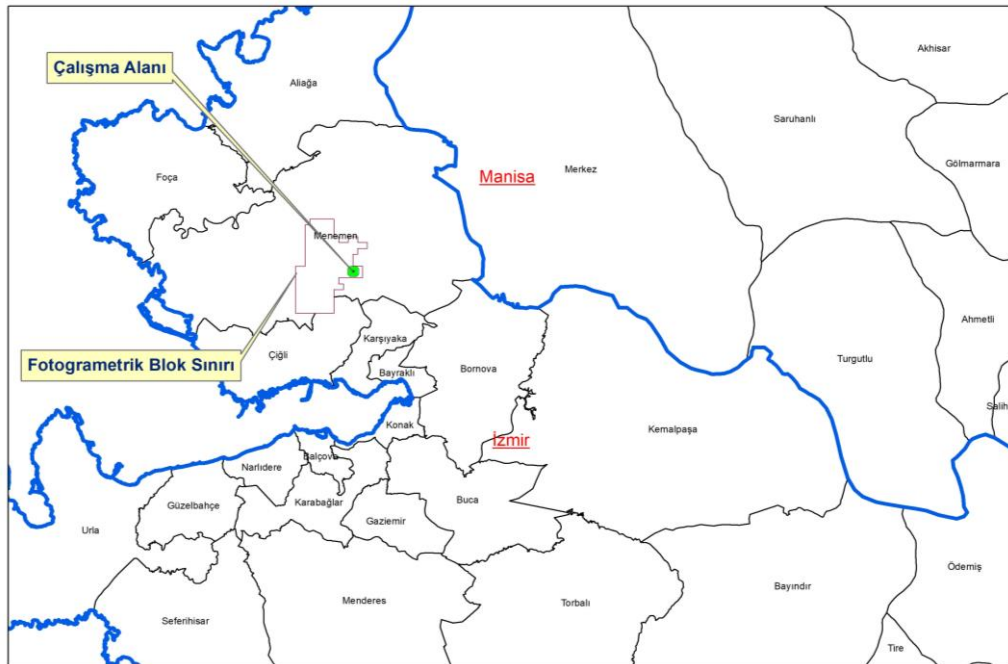 Akhisar
Çalışma Alanı
Aliağa
Saruhanlı
Gölmarmara
Manisa
Merkez
Foça
Menemen
Ahmetli
Turgutlu
Karşıyaka
Çiğli
Fotogrametrik Blok Sınırı
Bayraklı
Bornova
Salih
Konak
İzmir
Kemalpaşa
Balçova
Narlıdere
Karabağlar
Buca
Güzelbahçe
Gaziemir
Urla
Ödemiş
Bayındır
Menderes
Torbalı
Seferihisar
Tire